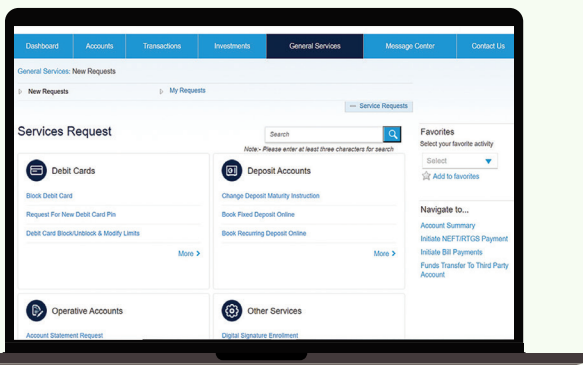 Dashboard Accounts Transactions Investments General Services Message Center Contact Us
General Services: New Requests
New Requests My Requests
Service Requests
Services Request
Search
Note:- Please enter at least three characters for search
Debit Cards
Block Debit Card
Request For New Debit Card Pin
Debit Card Block/Unblock & Modify Limits
More
Deposit Accounts
Change Deposit Maturity Instruction
Book Fixed Deposit Online
Book Recurring Deposit Online
More
Operative Accounts
Account Statement Request
Other Services
Digital Signature Enrollment
Favorites
Select your favorite activity
Select
Add to favorites
Navigate to...
Account Summary
Initiate NEFT/RTGS Payment
Initiate Bill Payments
Funds Transfer To Third Party
Account